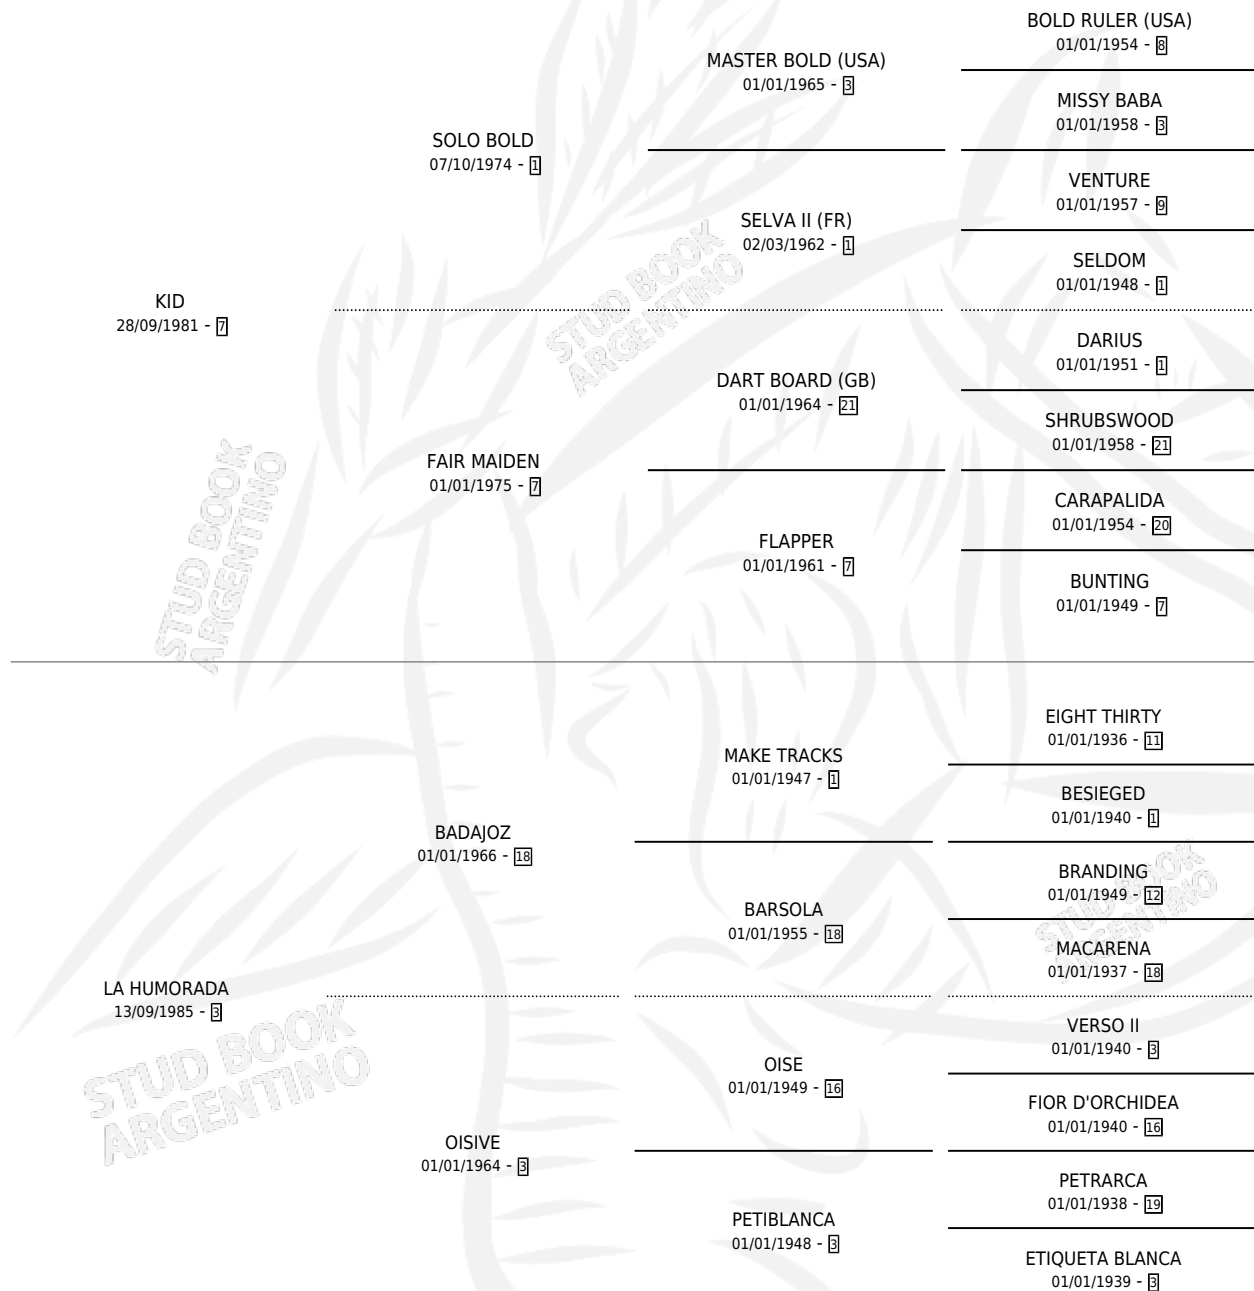 BOLD RULER (USA)
01/01/1954 - 8
MASTER BOLD (USA)
01/01/1965 - 3
MISSY BABA
01/01/1958 - 3
SOLO BOLD
07/10/1974 - 1
VENTURE
01/01/1957 - 9
SELVA II (FR)
02/03/1962 - 1
SELDOM
01/01/1948 - 1
KID
28/09/1981 - 7
DARIUS
01/01/1951 - 1
DART BOARD (GB)
01/01/1964 - 21
SHRUBSWOOD
01/01/1958 - 21
FAIR MAIDEN
01/01/1975 - 7
CARAPALIDA
01/01/1954 - 20
FLAPPER
01/01/1961 - 7
BUNTING
01/01/1949 - 7
STUD BOOK
ARGENTINO
STUD BOOK
ARGENTINO
EIGHT THIRTY
01/01/1936 - 11
MAKE TRACKS
01/01/1947 - 1
BESIEGED
01/01/1940 - 1
BADAJOZ
01/01/1966 - 18
BRANDING
01/01/1949 - 12
BARSOLA
01/01/1955 - 18
MACARENA
01/01/1937 - 18
STUD BOOK
ARGENTINO
LA HUMORADA
13/09/1985 - 3
VERSO II
01/01/1940 - 3
OISE
01/01/1949 - 16
FIOR D'ORCHIDEA
01/01/1940 - 16
OISIVE
01/01/1964 - 3
PETRARCA
01/01/1938 - 19
PETIBLANCA
01/01/1948 - 3
ETIQUETA BLANCA
01/01/1939 - 3
STUD BOOK
ARGENTINO